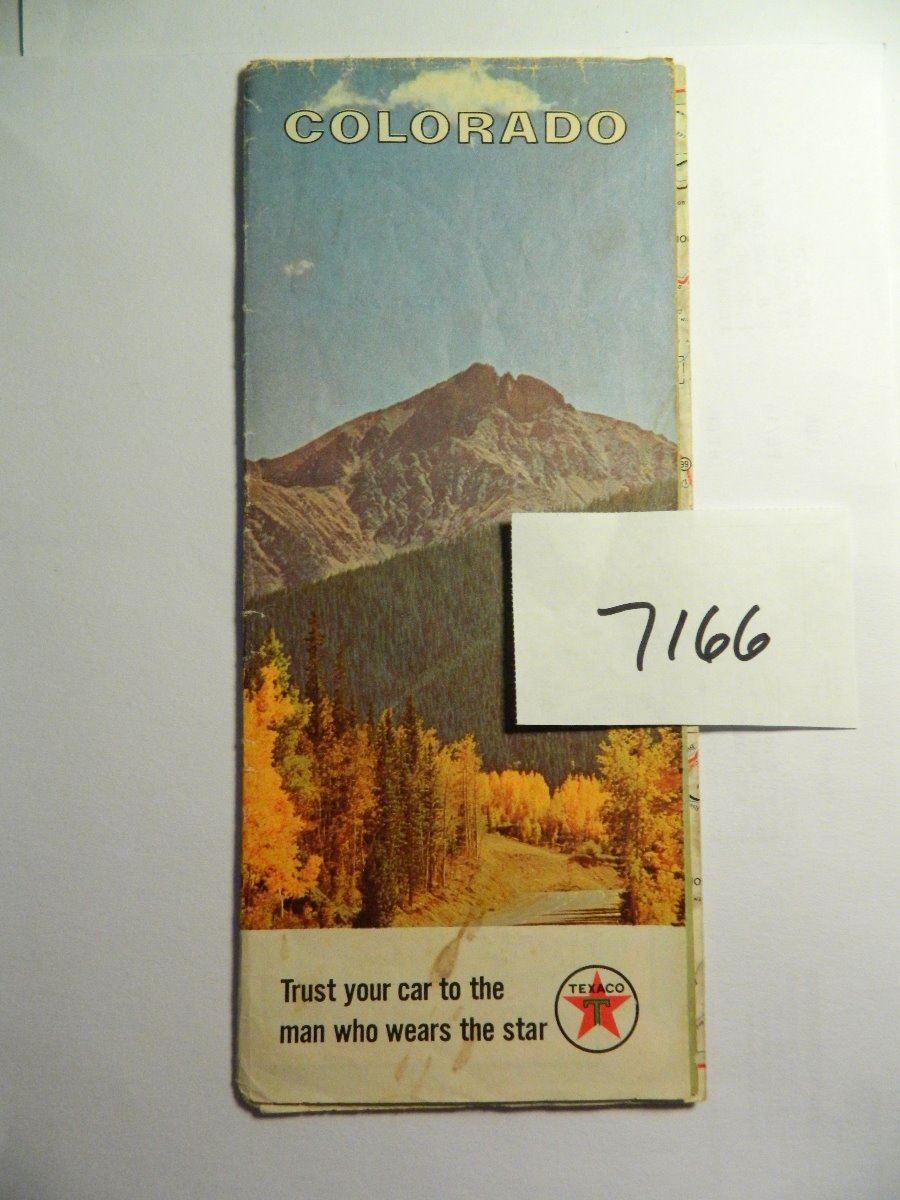 COLORADO
7166
Trust your car to the
man who wears the star
TEXACO
T